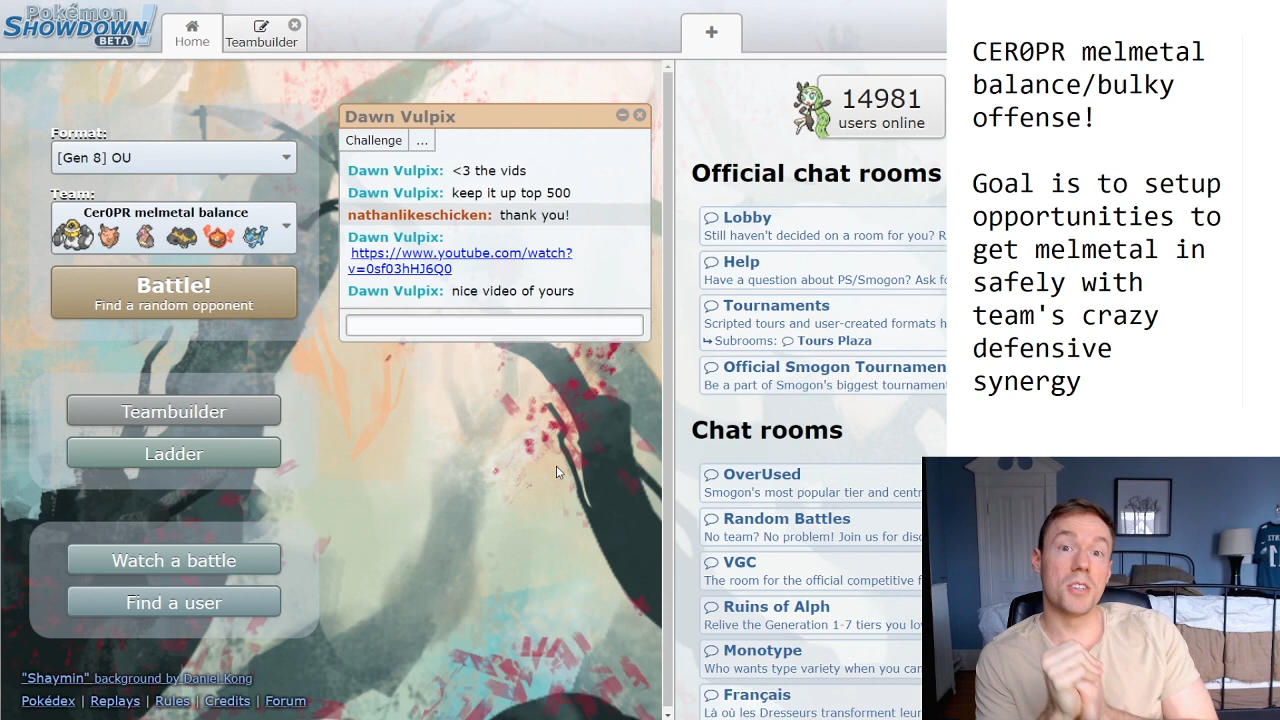 Pokémon
SHOWDOWN!
BETA
Home
Teambuilder
+
Format:
[Gen 8] OU
Team:
Cer0PR melmetal balance
Battle!
Find a random opponent
Teambuilder
Ladder
Watch a battle
Find a user
"Shaymin" background by Daniel Kong
Pokédex | Replays | Rules | Credits | Forum
Dawn Vulpix
Challenge ...
Dawn Vulpix: <3 the vids
Dawn Vulpix: keep it up top 500
nathanlikeschicken: thank you!
Dawn Vulpix:
https://www.youtube.com/watch?
v=0sf03hHJ6Q0
Dawn Vulpix: nice video of yours
14981
users online
Official chat rooms
Lobby
Still haven't decided on a room for you? R
Help
Have a question about PS/Smogon? Ask fo
Tournaments
Scripted tours and user-created formats h
Subrooms: Tours Plaza
Official Smogon Tournamen
Be a part of Smogon's biggest tournament
Chat rooms
OverUsed
Smogon's most popular tier and centr
Random Battles
No team? No problem! Join us for disc
VGC
The room for the official competitive f
Ruins of Alph
Relive the Generation 1-7 tiers you lov
Monotype
Who wants type variety when you can
Français
Là où les Dresseurs transforment leur
CER0PR melmetal
balance/bulky
offense!
Goal is to setup
opportunities to
get melmetal in
safely with
team's crazy
defensive
synergy